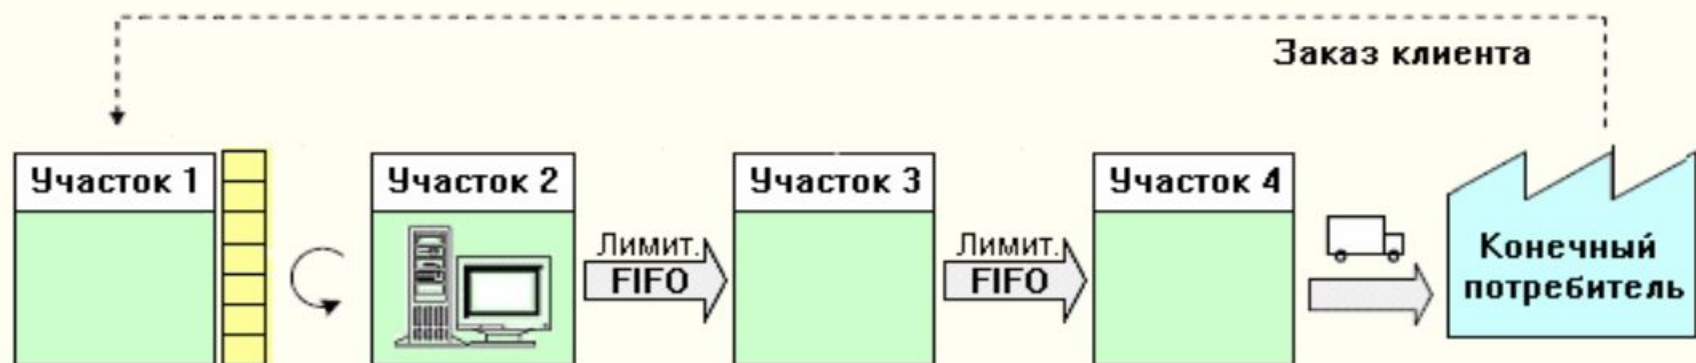 Заказ клиента
Участок 1
Участок 2
Лимит.
FIFO
Участок 3
Лимит.
FIFO
Участок 4
Конечный
потребитель